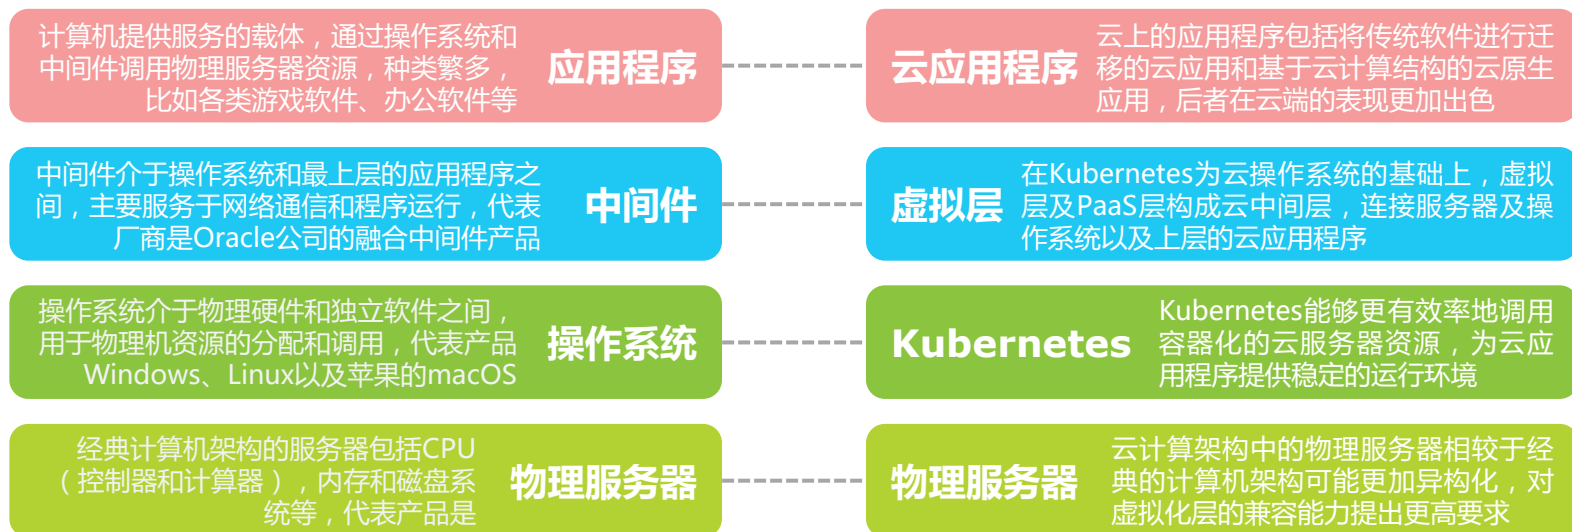 计算机提供服务的载体，通过操作系统和
中间件调用物理服务器资源，种类繁多，
比如各类游戏软件、办公软件等
应用程序
云应用程序
云上的应用程序包括将传统软件进行迁
移的云应用和基于云计算结构的云原生
应用，后者在云端的表现更加出色
中间件介于操作系统和最上层的应用程序之
间，主要服务于网络通信和程序运行，代表
厂商是Oracle公司的融合中间件产品
中间件
虚拟层
在Kubernetes为云操作系统的基础上，虚拟
层及PaaS层构成云中间层，连接服务器及操
作系统以及上层的云应用程序
操作系统介于物理硬件和独立软件之间，
用于物理机资源的分配和调用，代表产品
Windows、Linux以及苹果的macOS
操作系统
Kubernetes
Kubernetes能够更有效率地调用
容器化的云服务器资源，为云应
用程序提供稳定的运行环境
经典计算机架构的服务器包括CPU
（控制器和计算器），内存和磁盘系
统等，代表产品是
物理服务器
物理服务器
云计算架构中的物理服务器相较于经
典的计算机架构可能更加异构化，对
虚拟化层的兼容能力提出更高要求